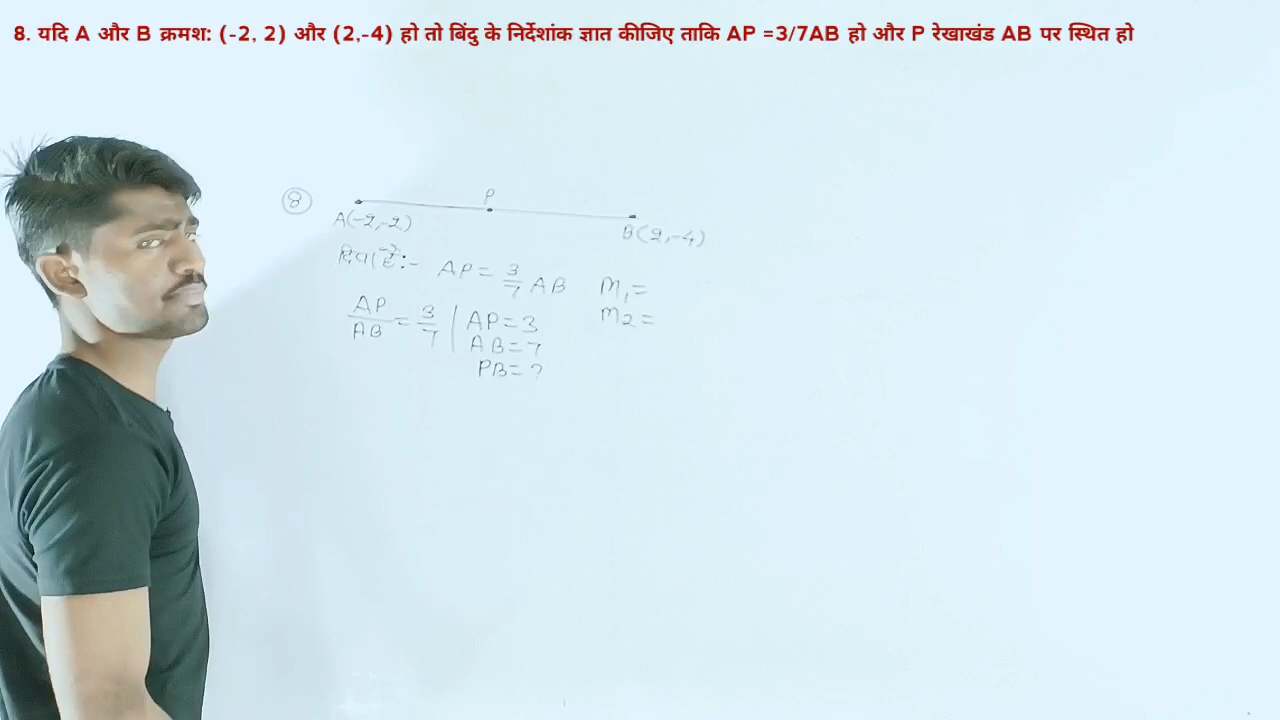 8. यदि A और B क्रमश: (-2, 2) और (2,-4) हो तो बिंदु के निर्देशांक ज्ञात कीजिए ताकि AP =3/7AB हो और P रेखाखंड AB पर स्थित हो
8
P
A(-2,-2)
B(2,-4)
दिया है:- AP = 3/7 AB
M₁=
M₂=
AP/AB = 3/7
AP=3
AB=7
PB=?